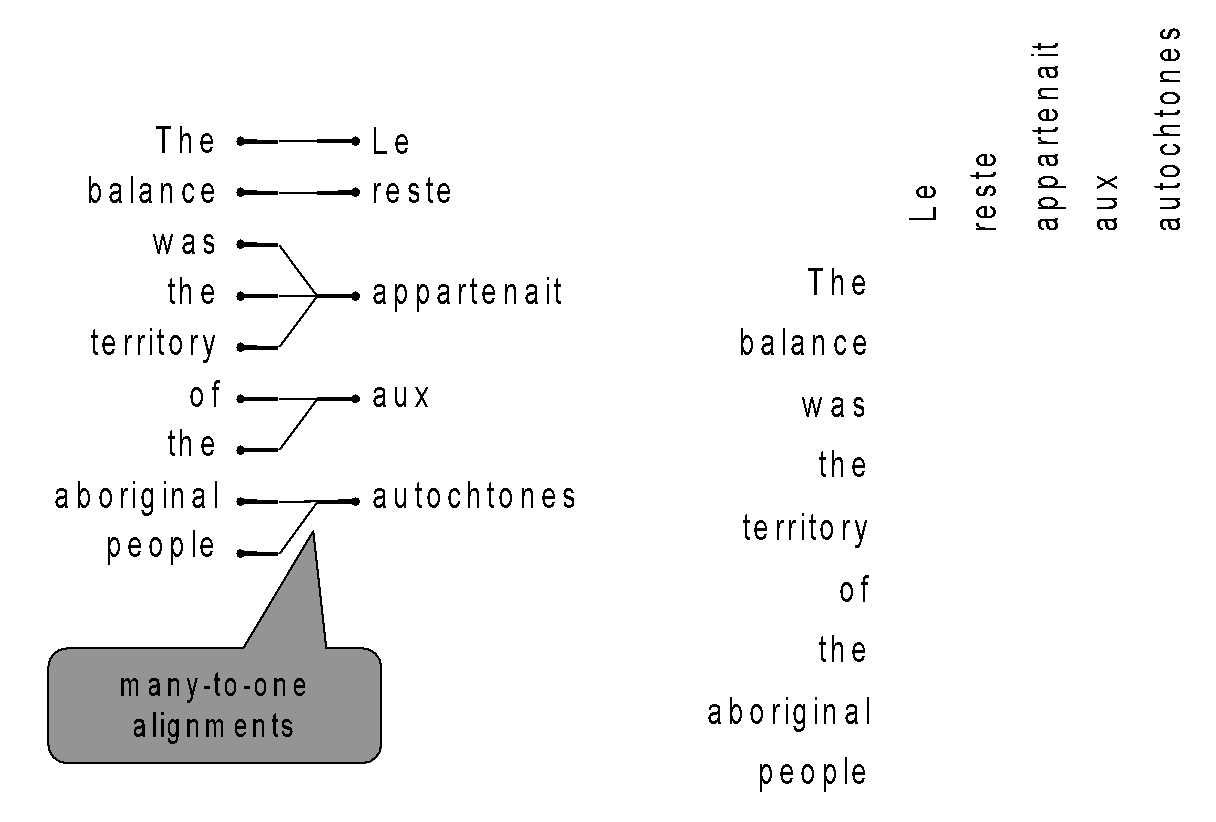 The Le
balance reste
was
the appartenait
territory
of aux
the
aboriginal autochtones
people
many-to-one
alignments
Le
reste
appartenait
aux
autochtones
The
balance
was
the
territory
of
the
aboriginal
people